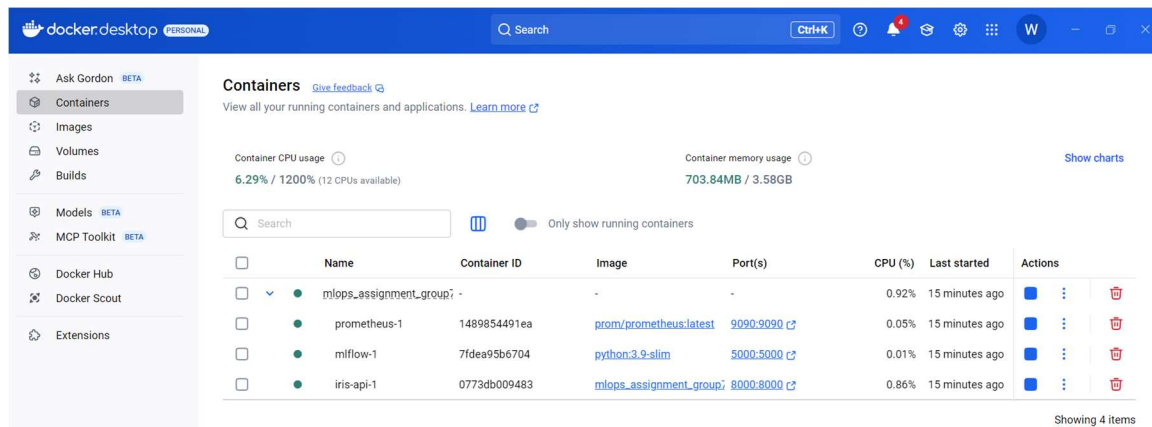 docker.desktop PERSONAL
Search
Ctrl+K
4
W
Ask Gordon BETA
Containers
Images
Volumes
Builds
Models BETA
MCP Toolkit BETA
Docker Hub
Docker Scout
Extensions
Containers Give feedback
View all your running containers and applications. Learn more
Container CPU usage
6.29% / 1200% (12 CPUs available)
Container memory usage
703.84MB / 3.58GB
Show charts
Search
Only show running containers
Name Container ID Image Port(s) CPU (%) Last started Actions
mlops_assignment_group7 - - - 0.92% 15 minutes ago
prometheus-1 1489854491ea prom/prometheus:latest 9090:9090 0.05% 15 minutes ago
mlflow-1 7fdea95b6704 python:3.9-slim 5000:5000 0.01% 15 minutes ago
iris-api-1 0773db009483 mlops_assignment_group7 8000:8000 0.86% 15 minutes ago
Showing 4 items